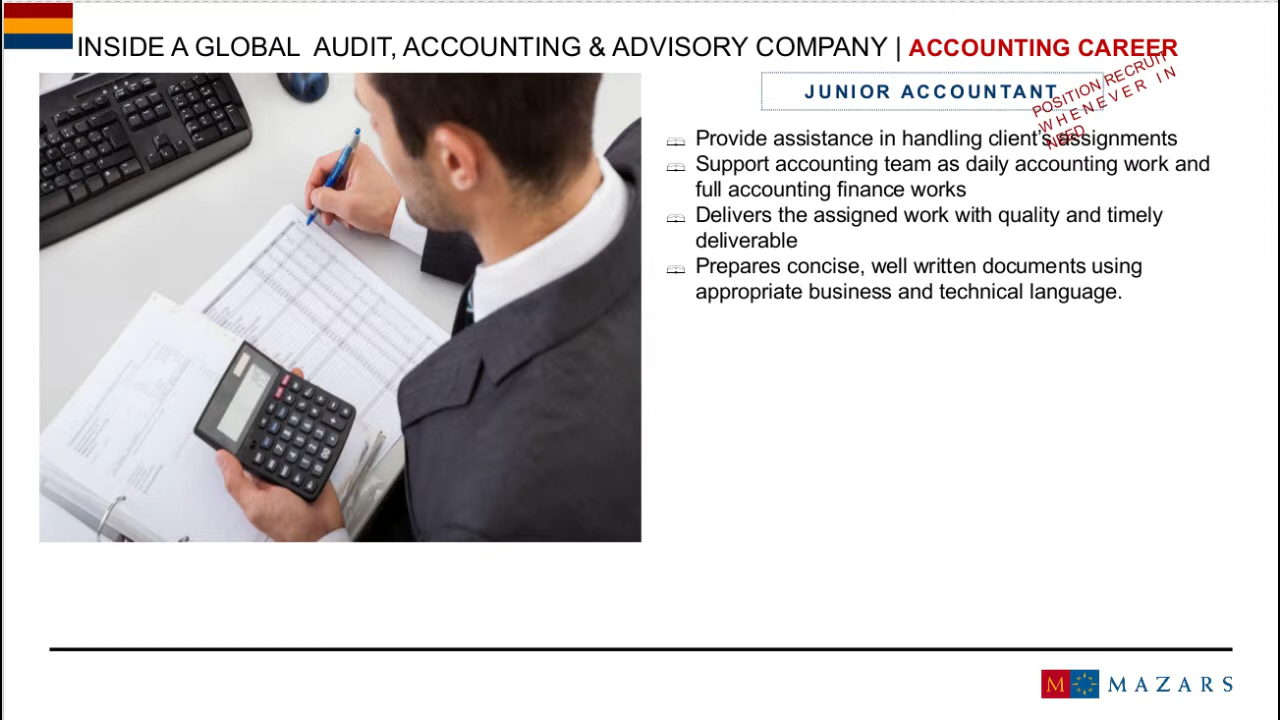 INSIDE A GLOBAL AUDIT, ACCOUNTING & ADVISORY COMPANY | ACCOUNTING CAREER
JUNIOR ACCOUNTANT
POSITION RECRUIT
WHENEVER IN
NEED
Provide assistance in handling client's assignments
Support accounting team as daily accounting work and
full accounting finance works
Delivers the assigned work with quality and timely
deliverable
Prepares concise, well written documents using
appropriate business and technical language.
M MAZARS